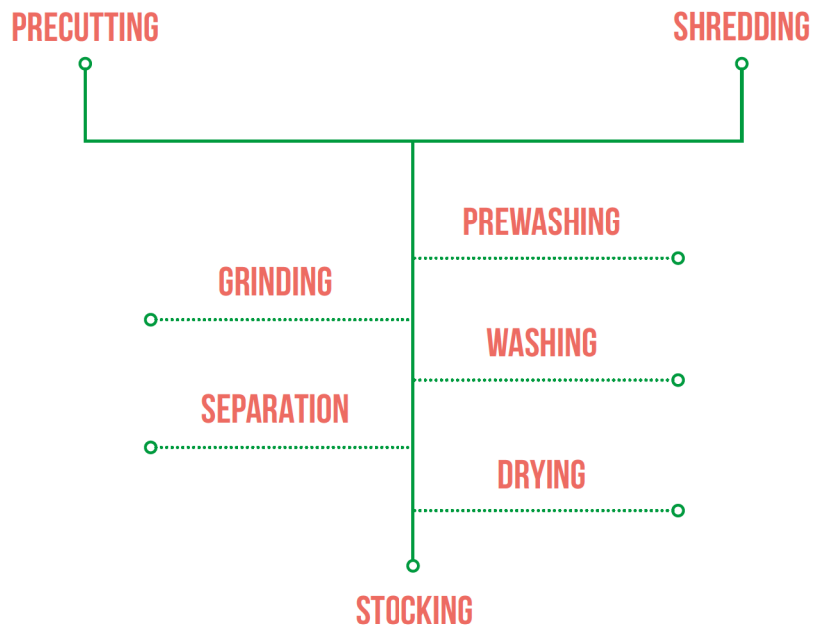 PRECUTTING
SHREDDING
PREWASHING
GRINDING
WASHING
SEPARATION
DRYING
STOCKING